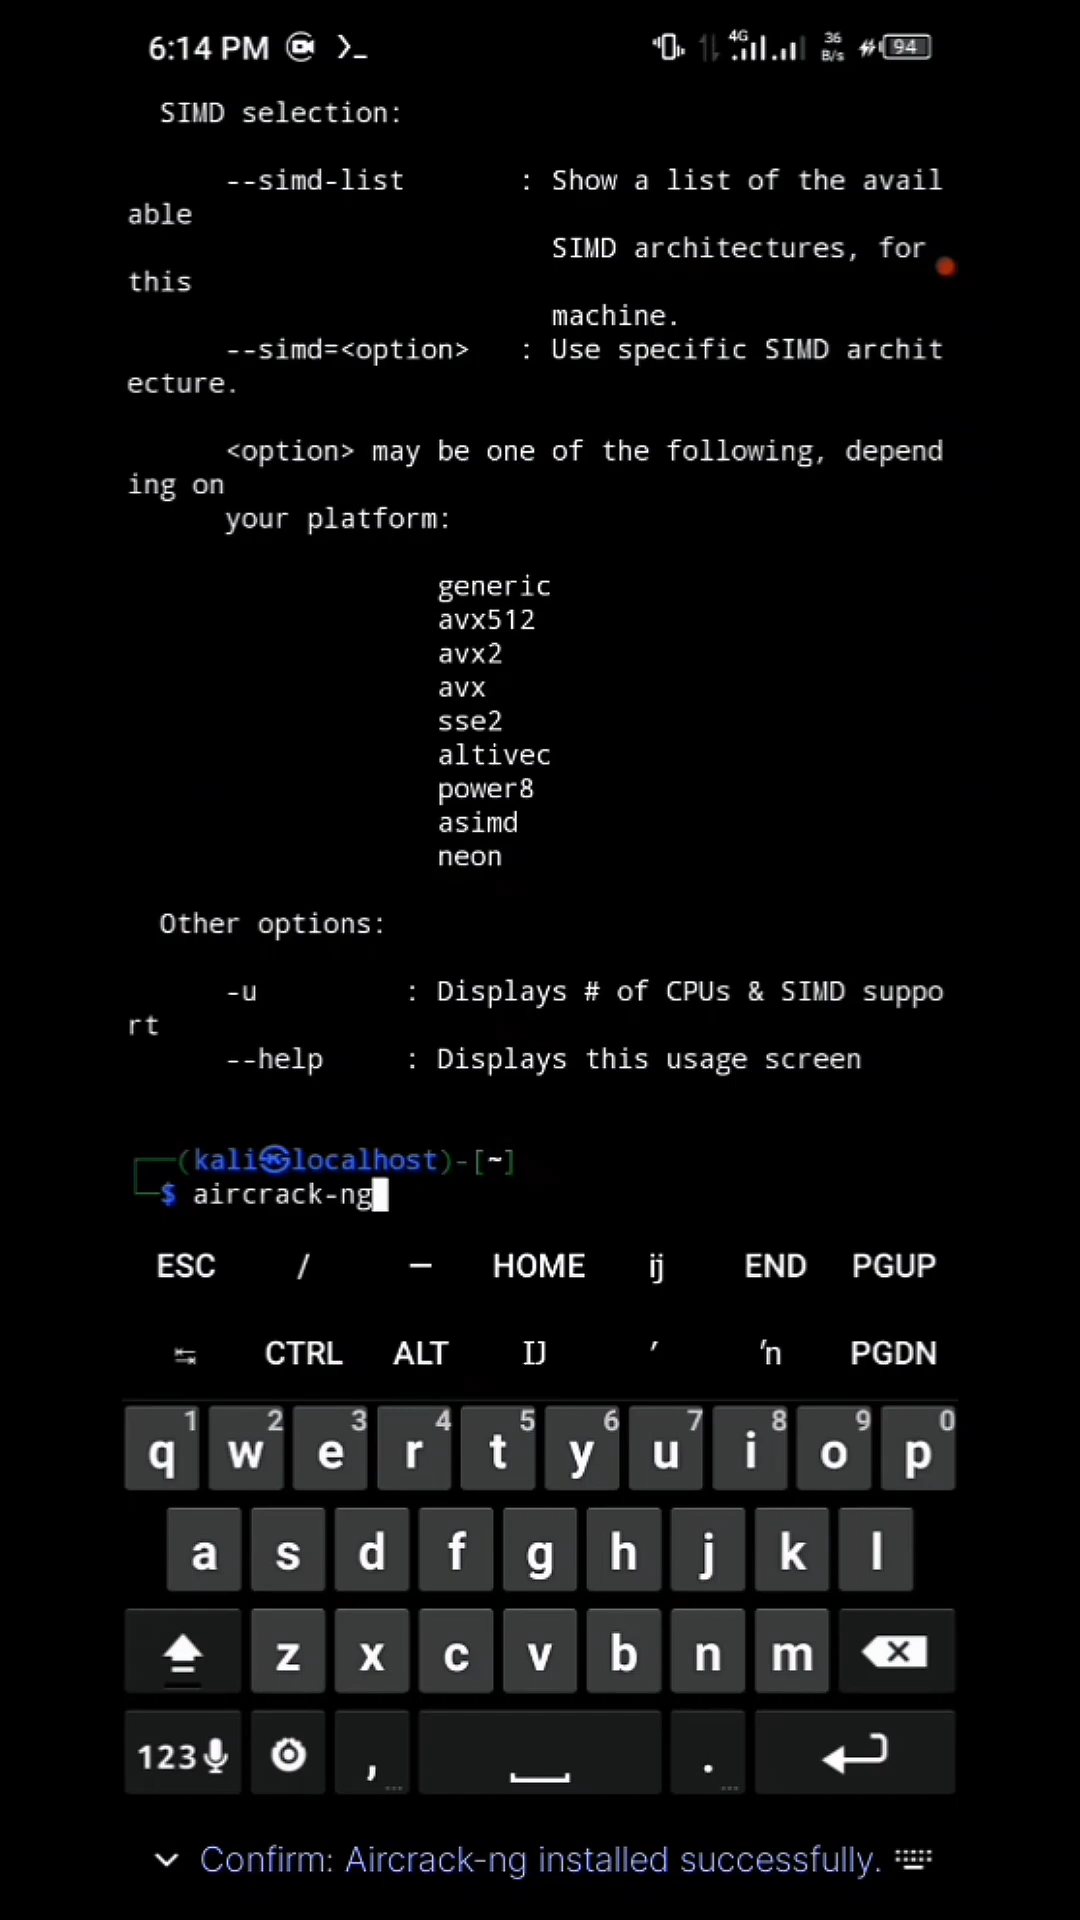 6:14 PM
4G 36 B/s 94
SIMD selection:
--simd-list : Show a list of the avail
able
SIMD architectures, for
this
machine.
--simd=<option> : Use specific SIMD archit
ecture.
<option> may be one of the following, depend
ing on
your platform:
generic
avx512
avx2
avx
sse2
altivec
power8
asimd
neon
Other options:
-u : Displays # of CPUs & SIMD suppo
rt
--help : Displays this usage screen
(kali㉿localhost)-[~]
$ aircrack-ng
ESC / — HOME ij END PGUP
CTRL ALT IJ ′ ŉ PGDN
1 2 3 4 5 6 7 8 9 0
q w e r t y u i o p
a s d f g h j k l
z x c v b n m
123 , .
Confirm: Aircrack-ng installed successfully.